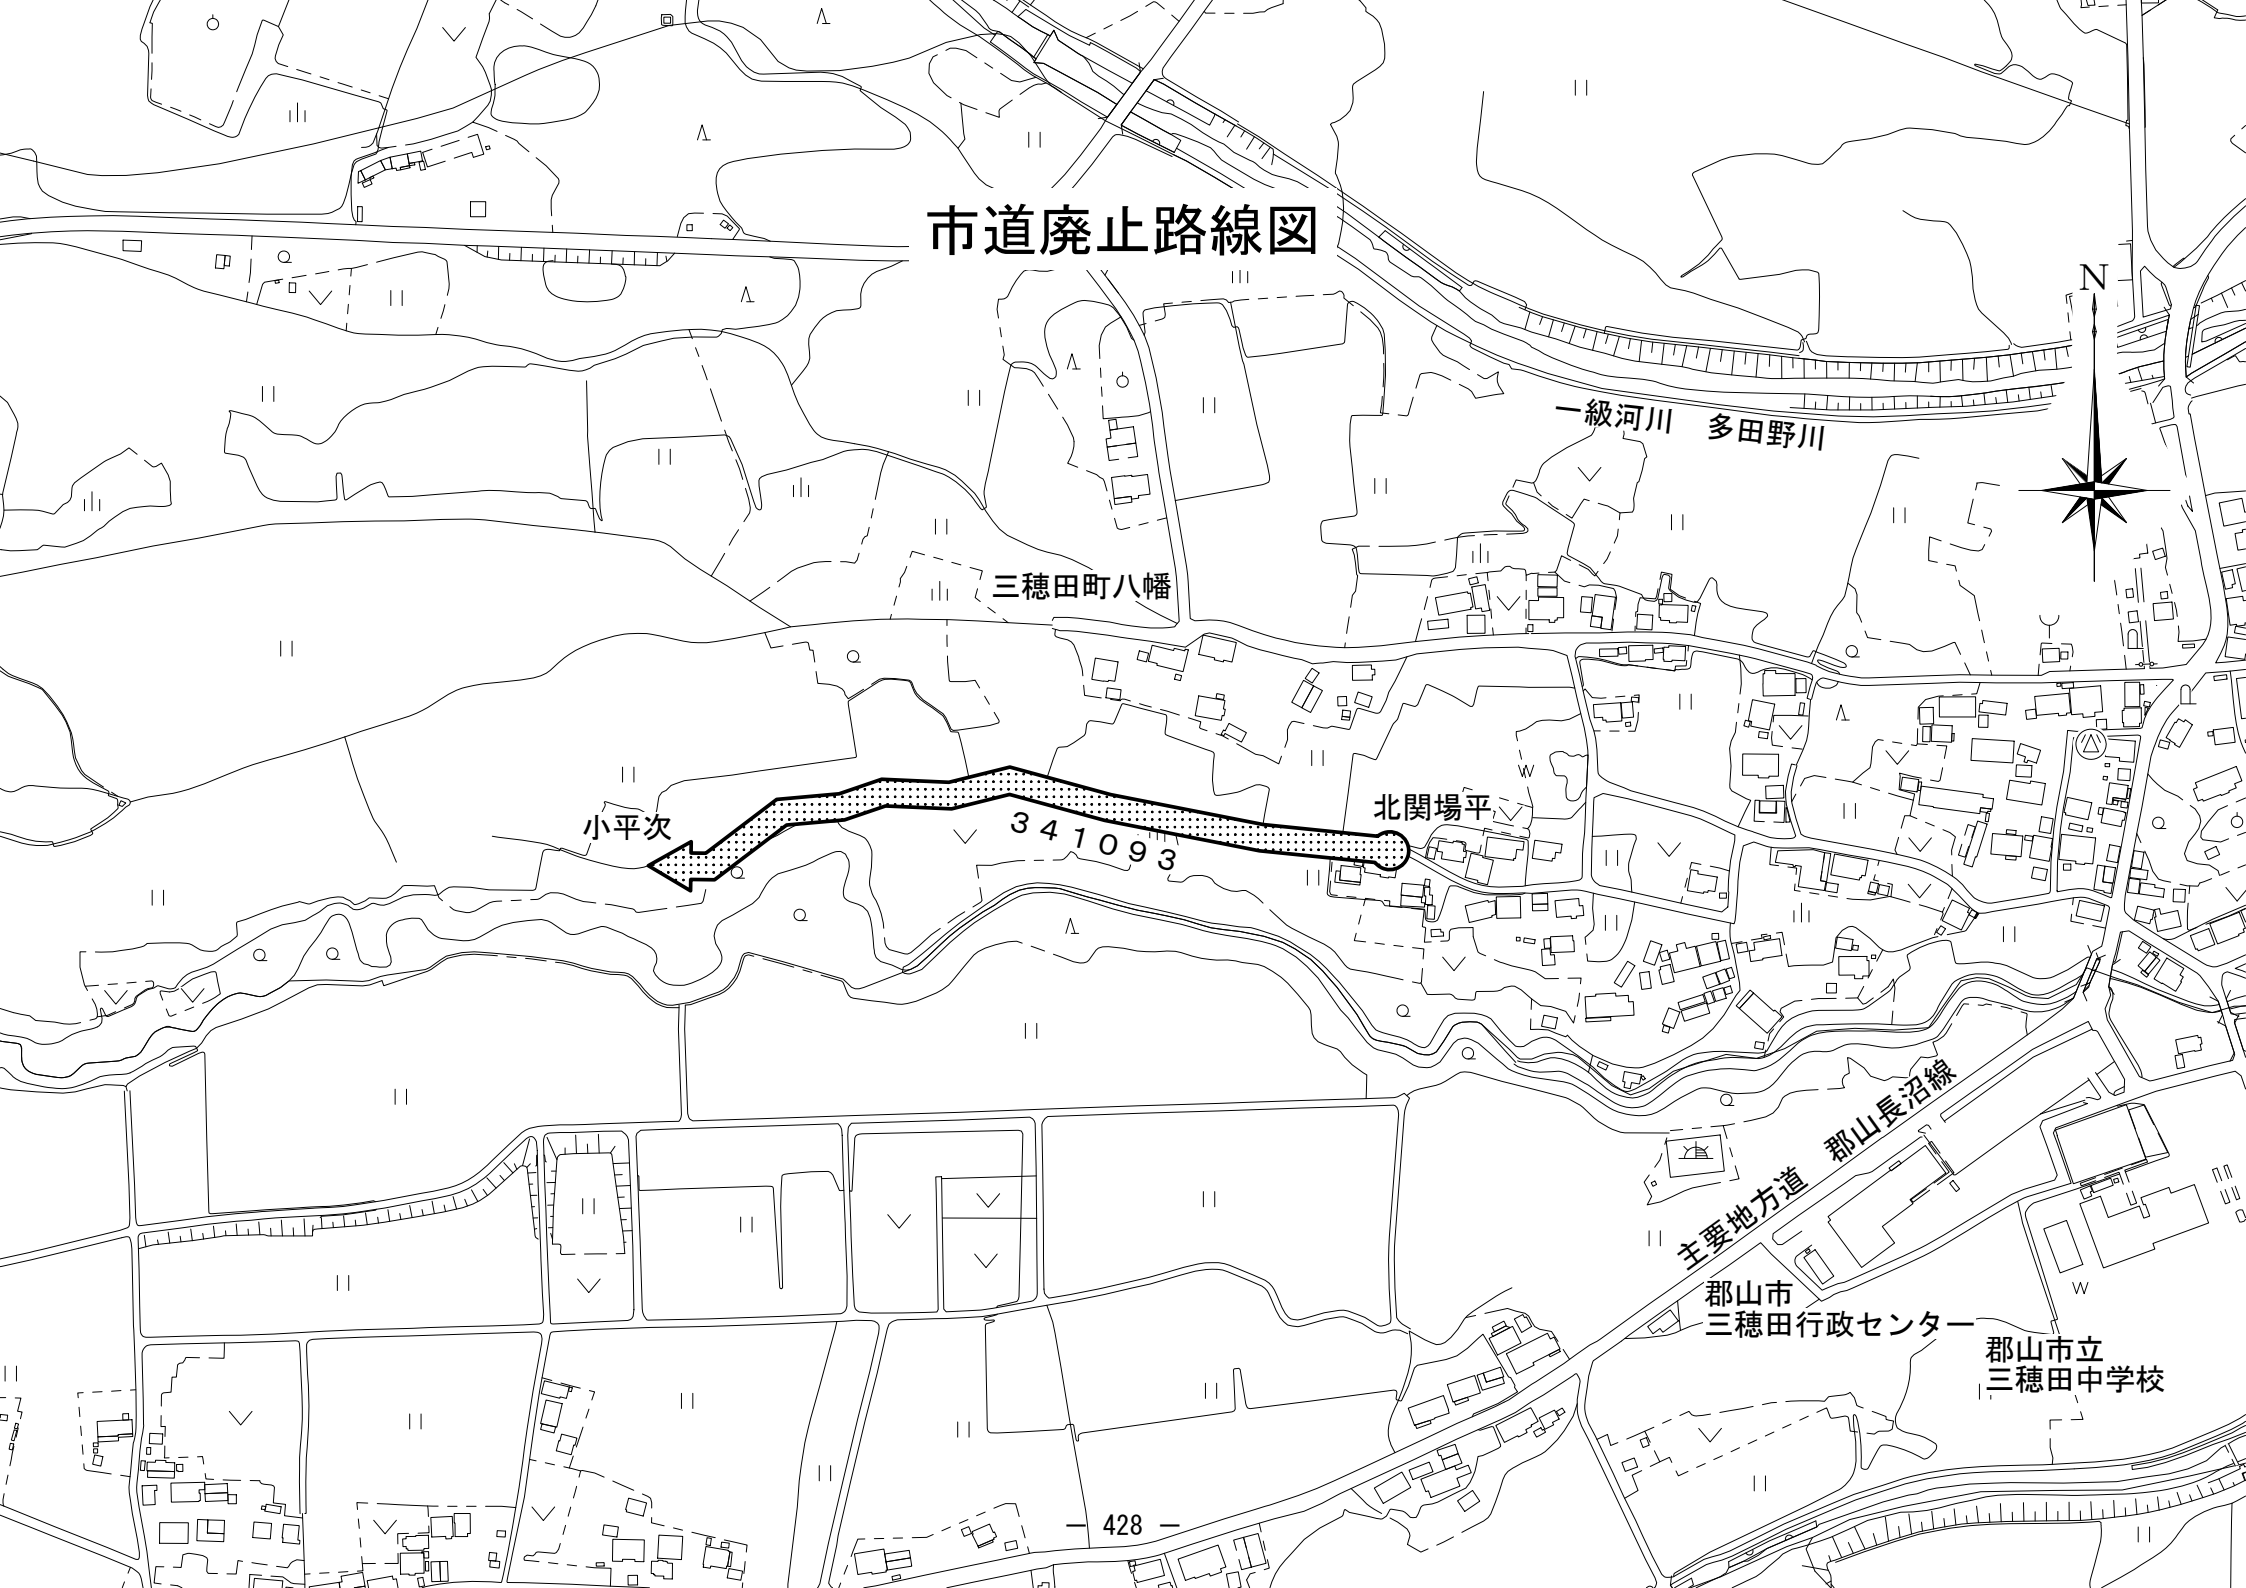 市道廃止路線図
N
一級河川　多田野川
三穂田町八幡
北関場平
小平次
３４１０９３
主要地方道　郡山長沼線
郡山市
三穂田行政センター
郡山市立
三穂田中学校
― 428 ―